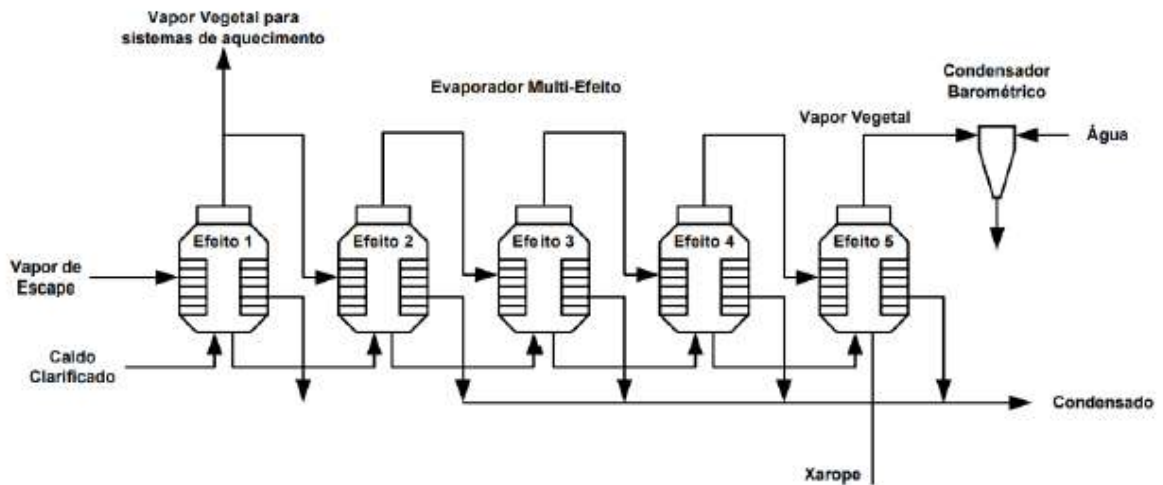 Vapor Vegetal para
sistemas de aquecimento
Evaporador Multi-Efeito
Condensador
Barométrico
Vapor Vegetal
Água
Efeito 1
Efeito 2
Efeito 3
Efeito 4
Efeito 5
Vapor de
Escape
Caldo
Clarificado
Condensado
Xarope